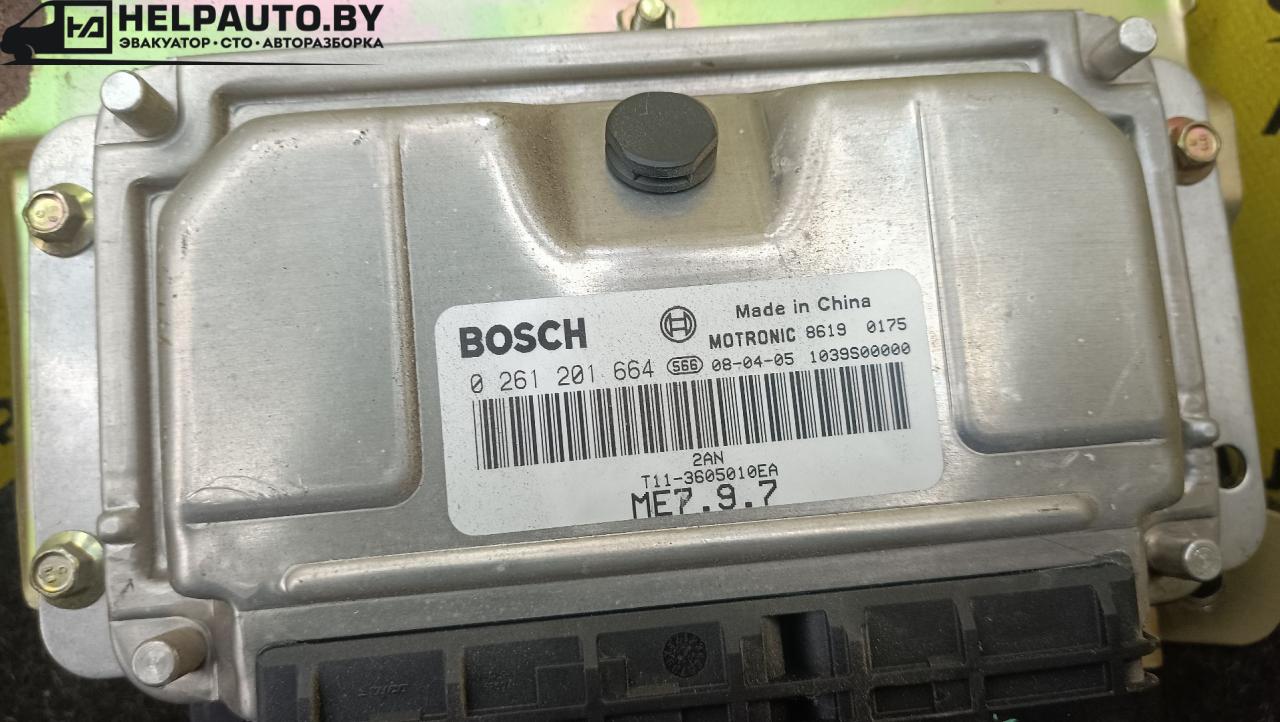 HELPAUTO.BY
ЭВАКУАТОР•СТО•АВТОРАЗБОРКА
BOSCH
Made in China
MOTRONIC 8619 0175
0 261 201 664 566 08-04-05 1039S00000
2AN
T11-3605010EA
ME7.9.7